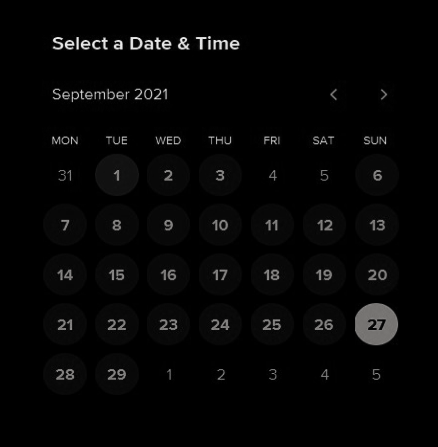 Select a Date & Time
September 2021
MON TUE WED THU FRI SAT SUN
31 1 2 3 4 5 6
7 8 9 10 11 12 13
14 15 16 17 18 19 20
21 22 23 24 25 26 27
28 29 1 2 3 4 5